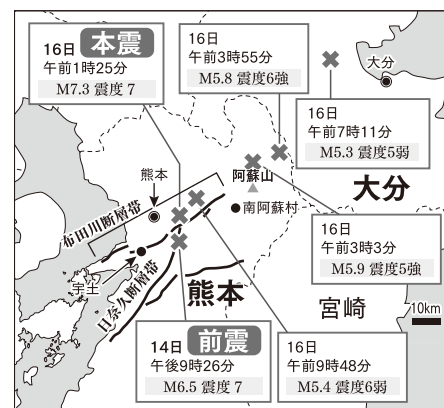 16日 本震
午前1時25分
M7.3 震度 7
16日
午前3時55分
M5.8 震度6強
大分
16日
午前7時11分
M5.3 震度5弱
熊本
阿蘇山
南阿蘇村
大分
布田川断層帯
宇土
日奈久断層帯
熊本
宮崎
16日
午前3時3分
M5.9 震度5強
10km
14日 前震
午後9時26分
M6.5 震度 7
16日
午前9時48分
M5.4 震度6弱